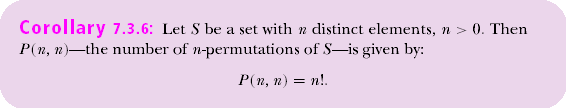 Corollary 7.3.6: Let S be a set with n distinct elements, n > 0. Then
P(n, n)—the number of n-permutations of S—is given by:
P(n, n) = n!.